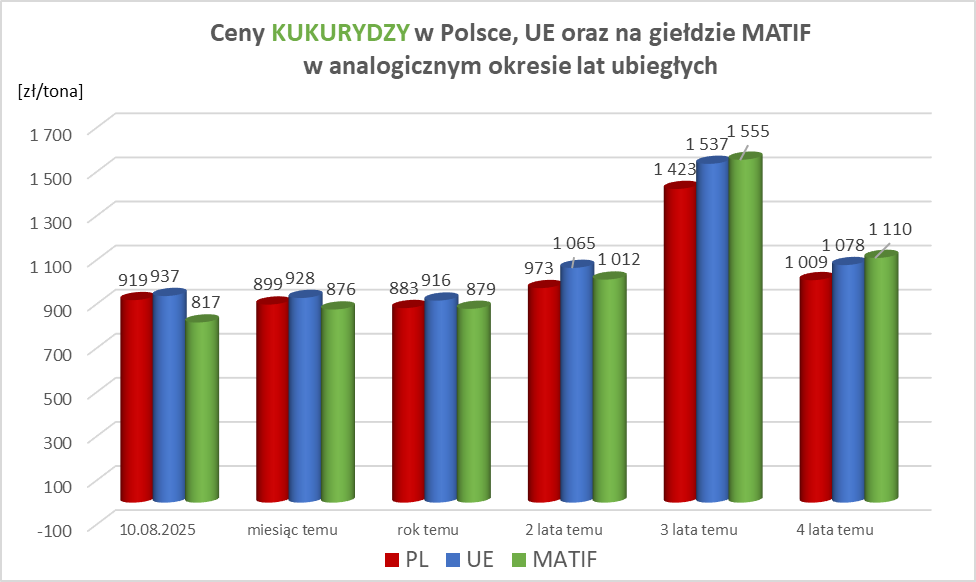 Ceny KUKURYDZY w Polsce, UE oraz na giełdzie MATIF
w analogicznym okresie lat ubiegłych
[zł/tona]
1 700
1 500
1 300
1 100
900
700
500
300
100
-100
919 937 817
899 928 876
883 916 879
973 1 065 1 012
1 423 1 537 1 555
1 009 1 078 1 110
10.08.2025 miesiąc temu rok temu 2 lata temu 3 lata temu 4 lata temu
PL UE MATIF